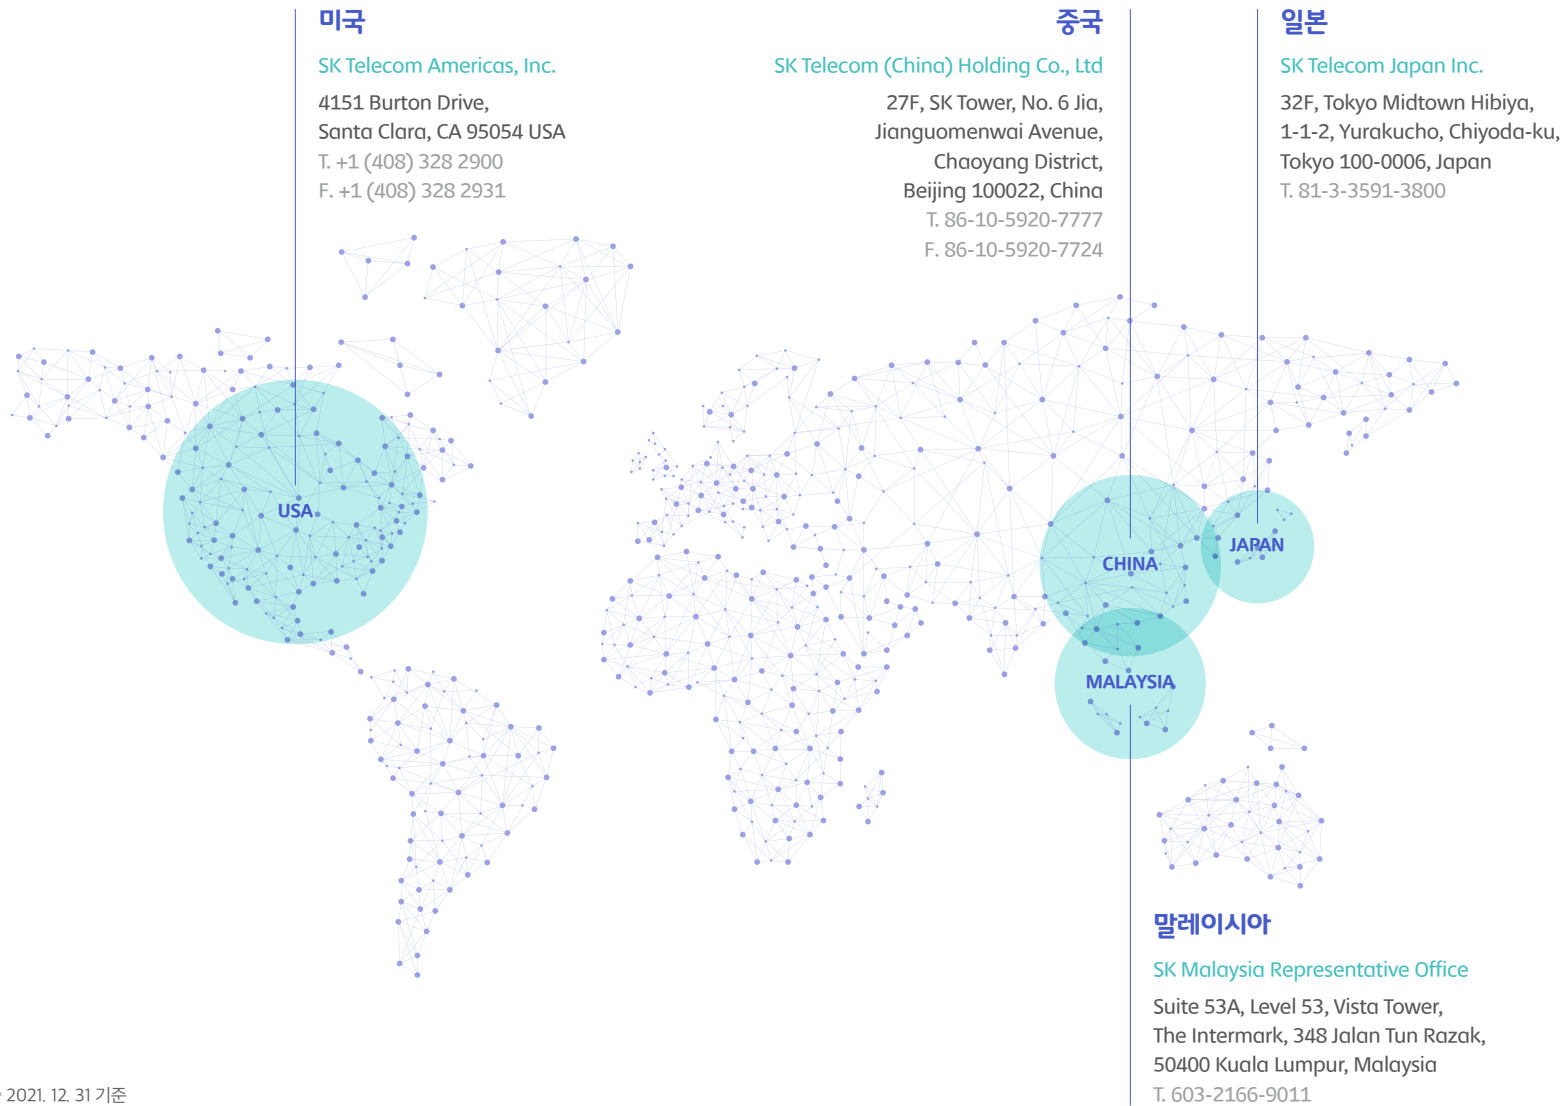 미국
SK Telecom Americas, Inc.
4151 Burton Drive,
Santa Clara, CA 95054 USA
T. +1 (408) 328 2900
F. +1 (408) 328 2931
중국
SK Telecom (China) Holding Co., Ltd
27F, SK Tower, No. 6 Jia,
Jianguomenwai Avenue,
Chaoyang District,
Beijing 100022, China
T. 86-10-5920-7777
F. 86-10-5920-7724
일본
SK Telecom Japan Inc.
32F, Tokyo Midtown Hibiya,
1-1-2, Yurakucho, Chiyoda-ku,
Tokyo 100-0006, Japan
T. 81-3-3591-3800
USA
CHINA
JAPAN
MALAYSIA
말레이시아
SK Malaysia Representative Office
Suite 53A, Level 53, Vista Tower,
The Intermark, 348 Jalan Tun Razak,
50400 Kuala Lumpur, Malaysia
T. 603-2166-9011
2021. 12. 31 기준